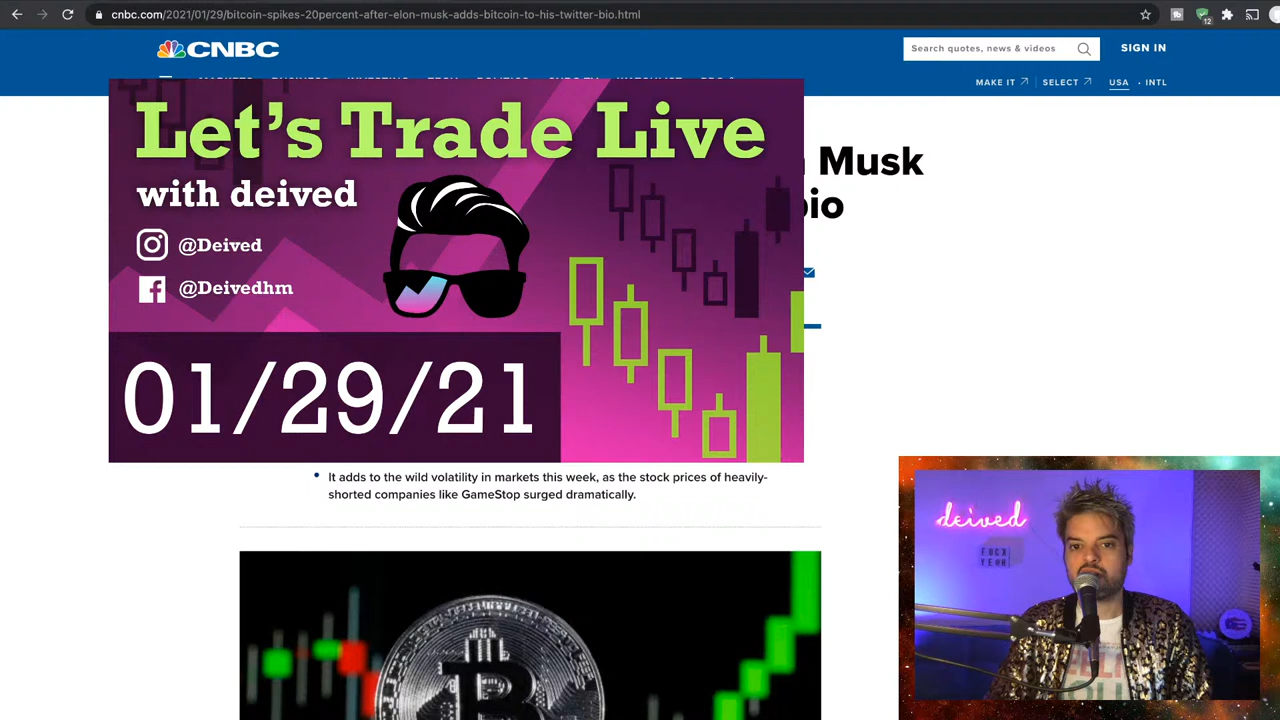 cnbc.com/2021/01/29/bitcoin-spikes-20percent-after-elon-musk-adds-bitcoin-to-his-twitter-bio.html
12
CNBC
Search quotes, news & videos
SIGN IN
MAKE IT
SELECT
USA
INTL
Musk
Let's Trade Live
with deived
@Deived
@Deivedhm
01/29/21
It adds to the wild volatility in markets this week, as the stock prices of heavily-
shorted companies like GameStop surged dramatically.
deived